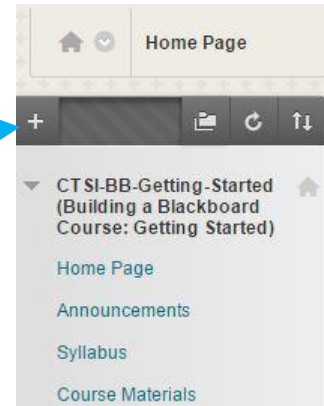 Home Page
CTSI-BB-Getting-Started
(Building a Blackboard
Course: Getting Started)
Home Page
Announcements
Syllabus
Course Materials